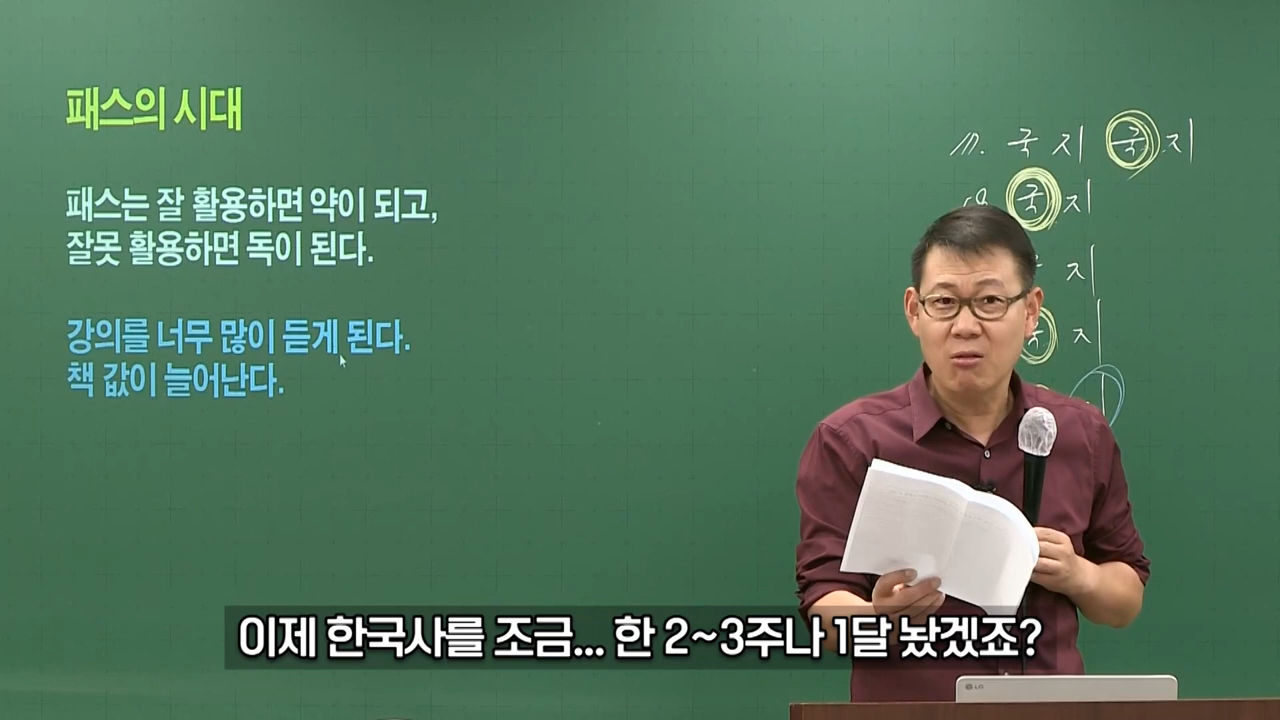 패스의 시대
패스는 잘 활용하면 약이 되고,
잘못 활용하면 독이 된다.
강의를 너무 많이 듣게 된다.
책 값이 늘어난다.
국 지 국 지
국 지
지
국 지
이제 한국사를 조금... 한 2~3주나 1달 놨겠죠?
LG